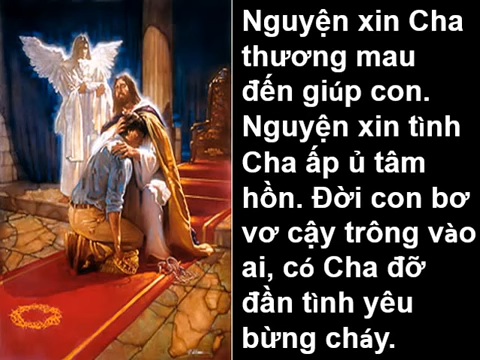 Nguyện xin Cha
thương mau
đến giúp con.
Nguyện xin tình
Cha ấp ủ tâm
hồn. Đời con bơ
vơ cậy trông vào
ai, có Cha đỡ
đần tình yêu
bừng cháy.